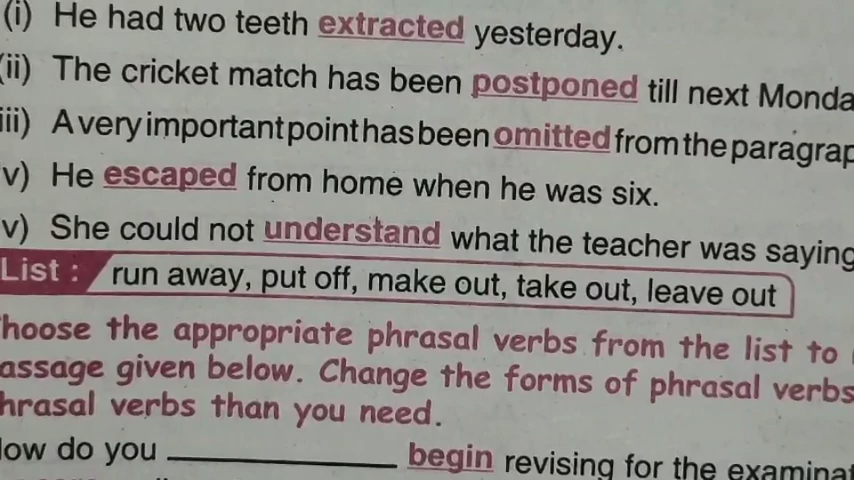 (i) He had two teeth extracted yesterday.
(ii) The cricket match has been postponed till next Monda
iii) A very important point has been omitted from the paragrap
v) He escaped from home when he was six.
v) She could not understand what the teacher was saying
List : run away, put off, make out, take out, leave out
hoose the appropriate phrasal verbs from the list to
assage given below. Change the forms of phrasal verbs
hrasal verbs than you need.
low do you ____________ begin revising for the examinat